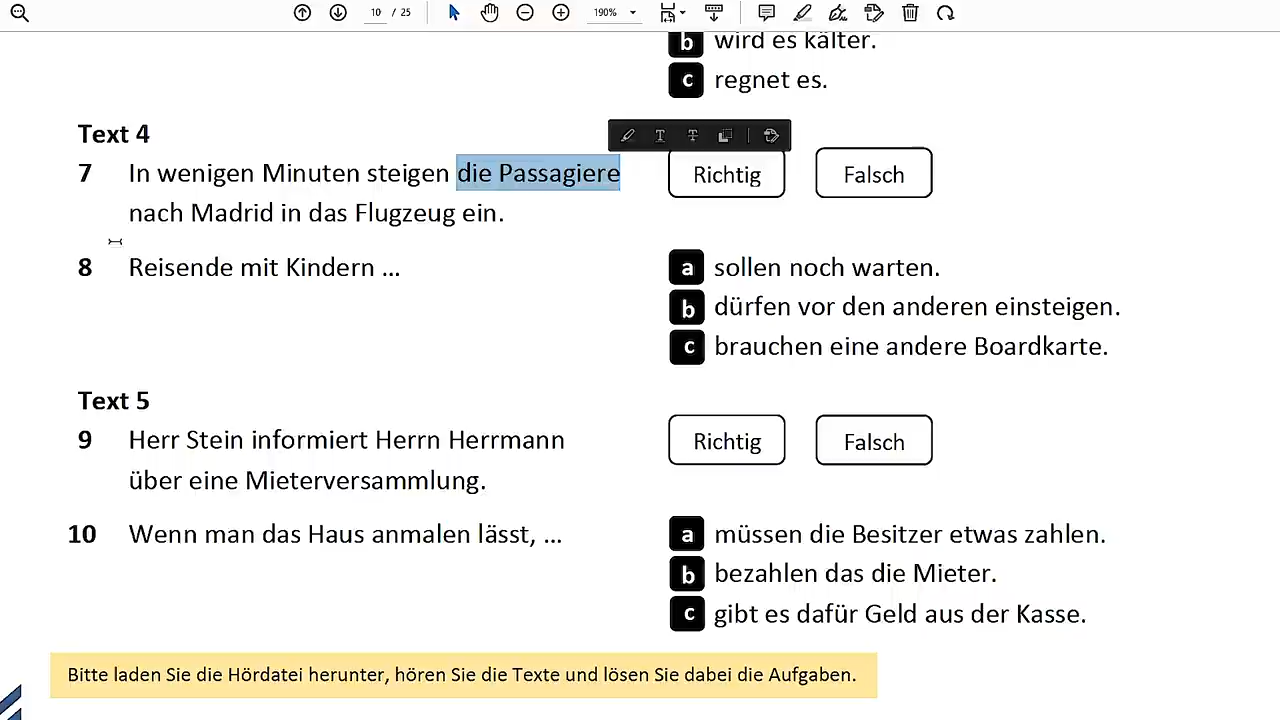 10 / 25
190%
b wird es kälter.
c regnet es.
Text 4
7 In wenigen Minuten steigen die Passagiere
nach Madrid in das Flugzeug ein.
Richtig Falsch
8 Reisende mit Kindern ...
a sollen noch warten.
b dürfen vor den anderen einsteigen.
c brauchen eine andere Boardkarte.
Text 5
9 Herr Stein informiert Herrn Herrmann
über eine Mieterversammlung.
Richtig Falsch
10 Wenn man das Haus anmalen lässt, ...
a müssen die Besitzer etwas zahlen.
b bezahlen das die Mieter.
c gibt es dafür Geld aus der Kasse.
Bitte laden Sie die Hördatei herunter, hören Sie die Texte und lösen Sie dabei die Aufgaben.